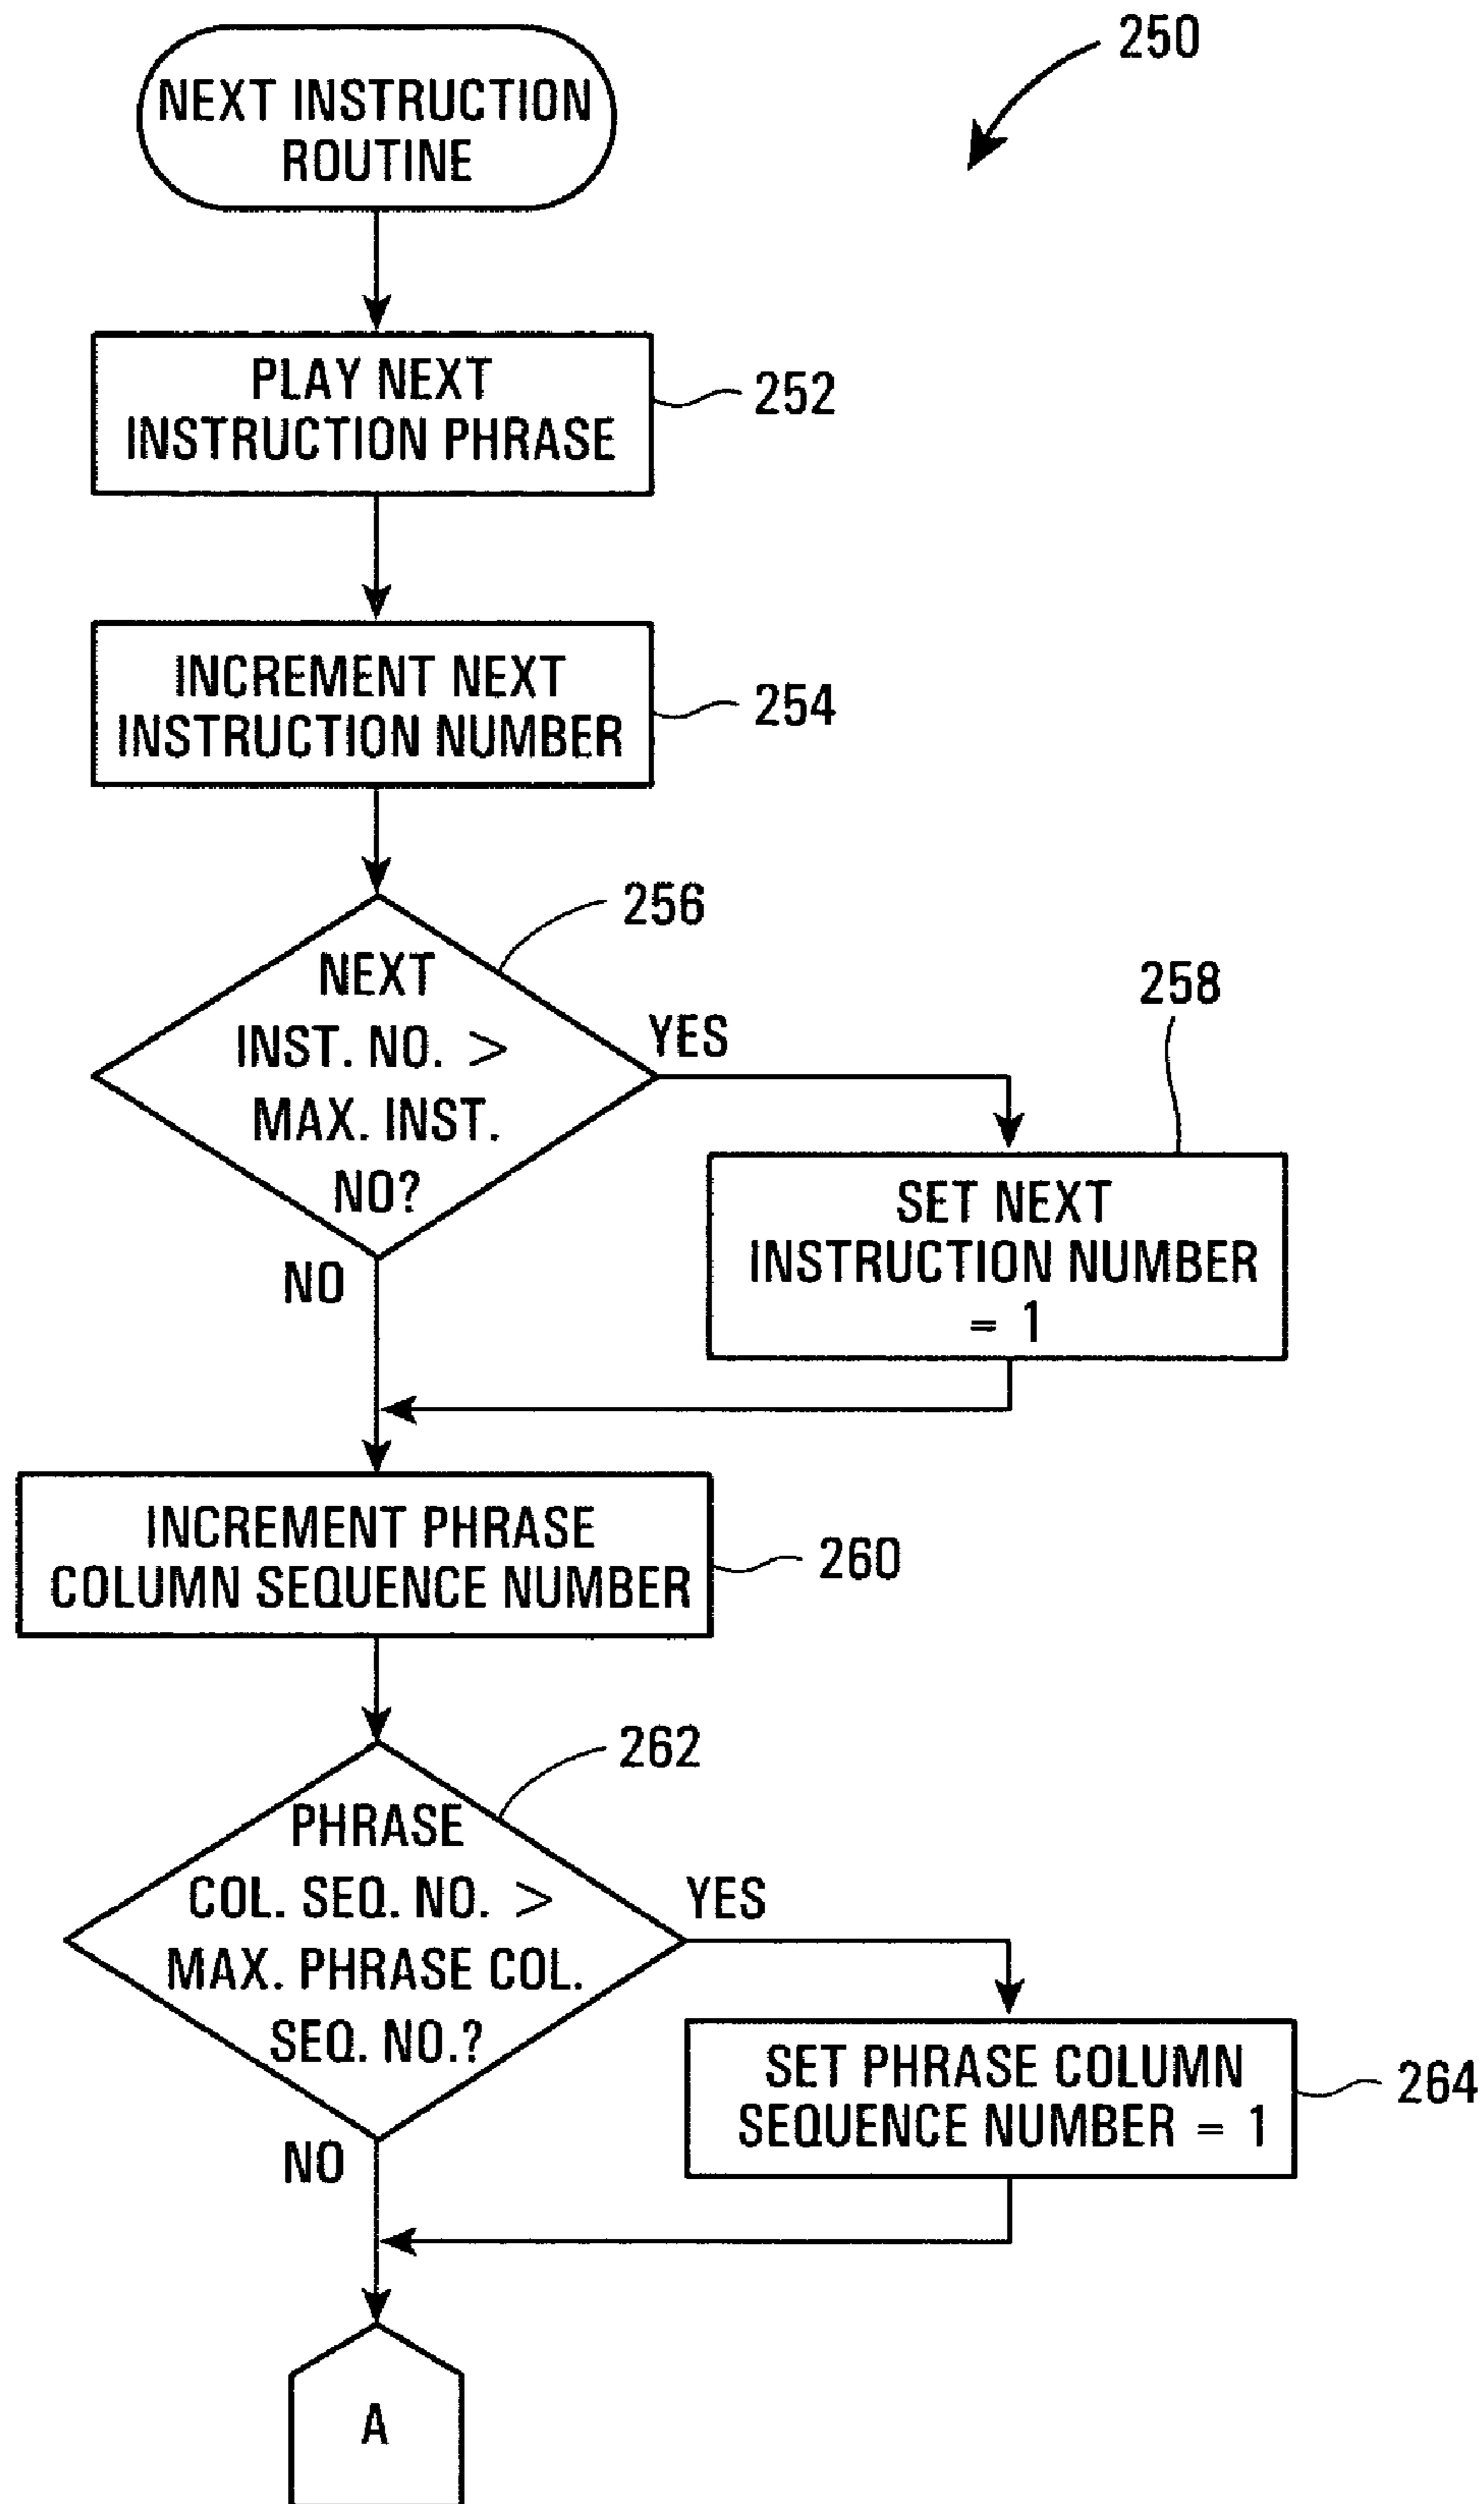 250
NEXT INSTRUCTION
ROUTINE
PLAY NEXT
INSTRUCTION PHRASE
252
INCREMENT NEXT
INSTRUCTION NUMBER
254
256
NEXT
INST. NO. >
MAX. INST.
NO?
YES
NO
258
SET NEXT
INSTRUCTION NUMBER
= 1
INCREMENT PHRASE
COLUMN SEQUENCE NUMBER
260
262
PHRASE
COL. SEQ. NO. >
MAX. PHRASE COL.
SEQ. NO.?
YES
NO
SET PHRASE COLUMN
SEQUENCE NUMBER = 1
264
A